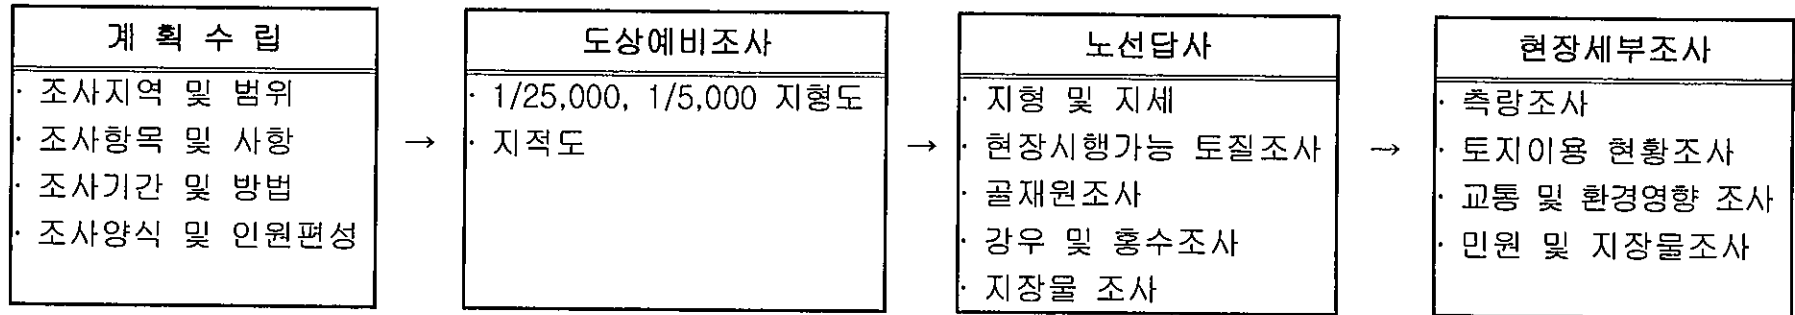 계 획 수 립
· 조사지역 및 범위
· 조사항목 및 사항
· 조사기간 및 방법
· 조사양식 및 인원편성
→
도상예비조사
· 1/25,000, 1/5,000 지형도
· 지적도
→
노선답사
· 지형 및 지세
· 현장시행가능 토질조사
· 골재원조사
· 강우 및 홍수조사
· 지장물 조사
→
현장세부조사
· 측량조사
· 토지이용 현황조사
· 교통 및 환경영향 조사
· 민원 및 지장물조사